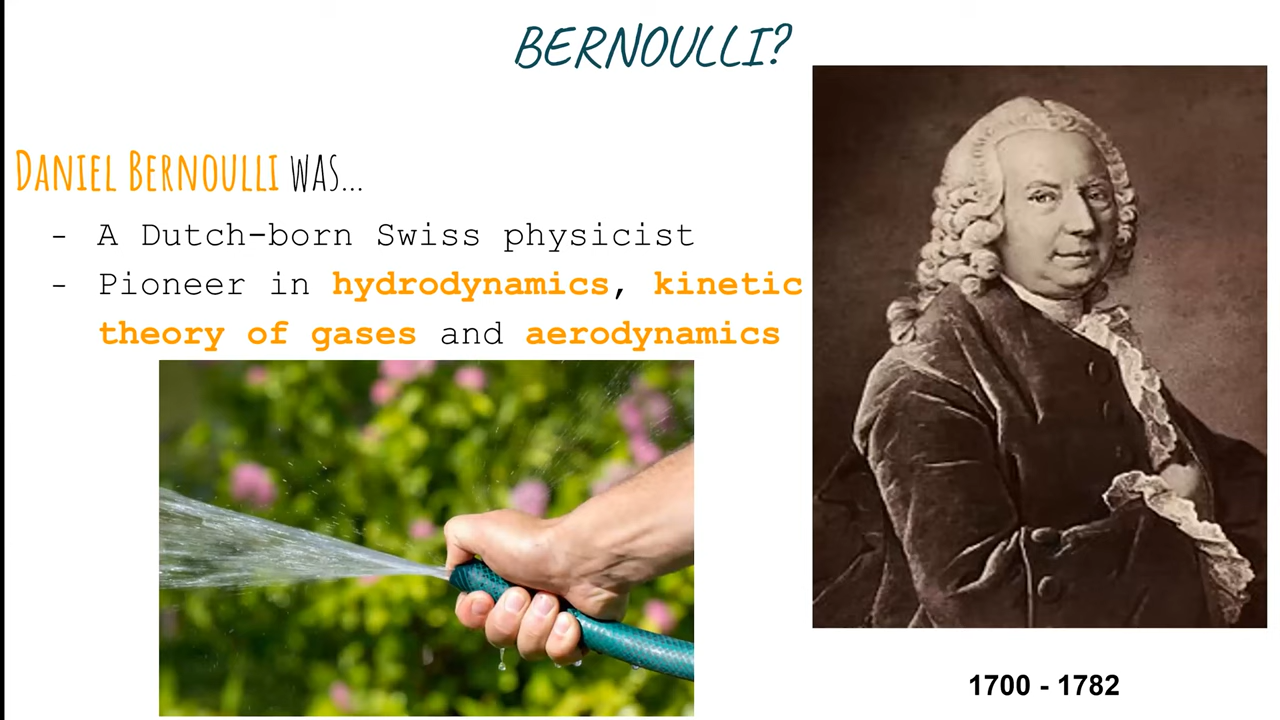 BERNOULLI?
DANIEL BERNOULLI WAS...
- A Dutch-born Swiss physicist
- Pioneer in hydrodynamics, kinetic
theory of gases and aerodynamics
1700 - 1782